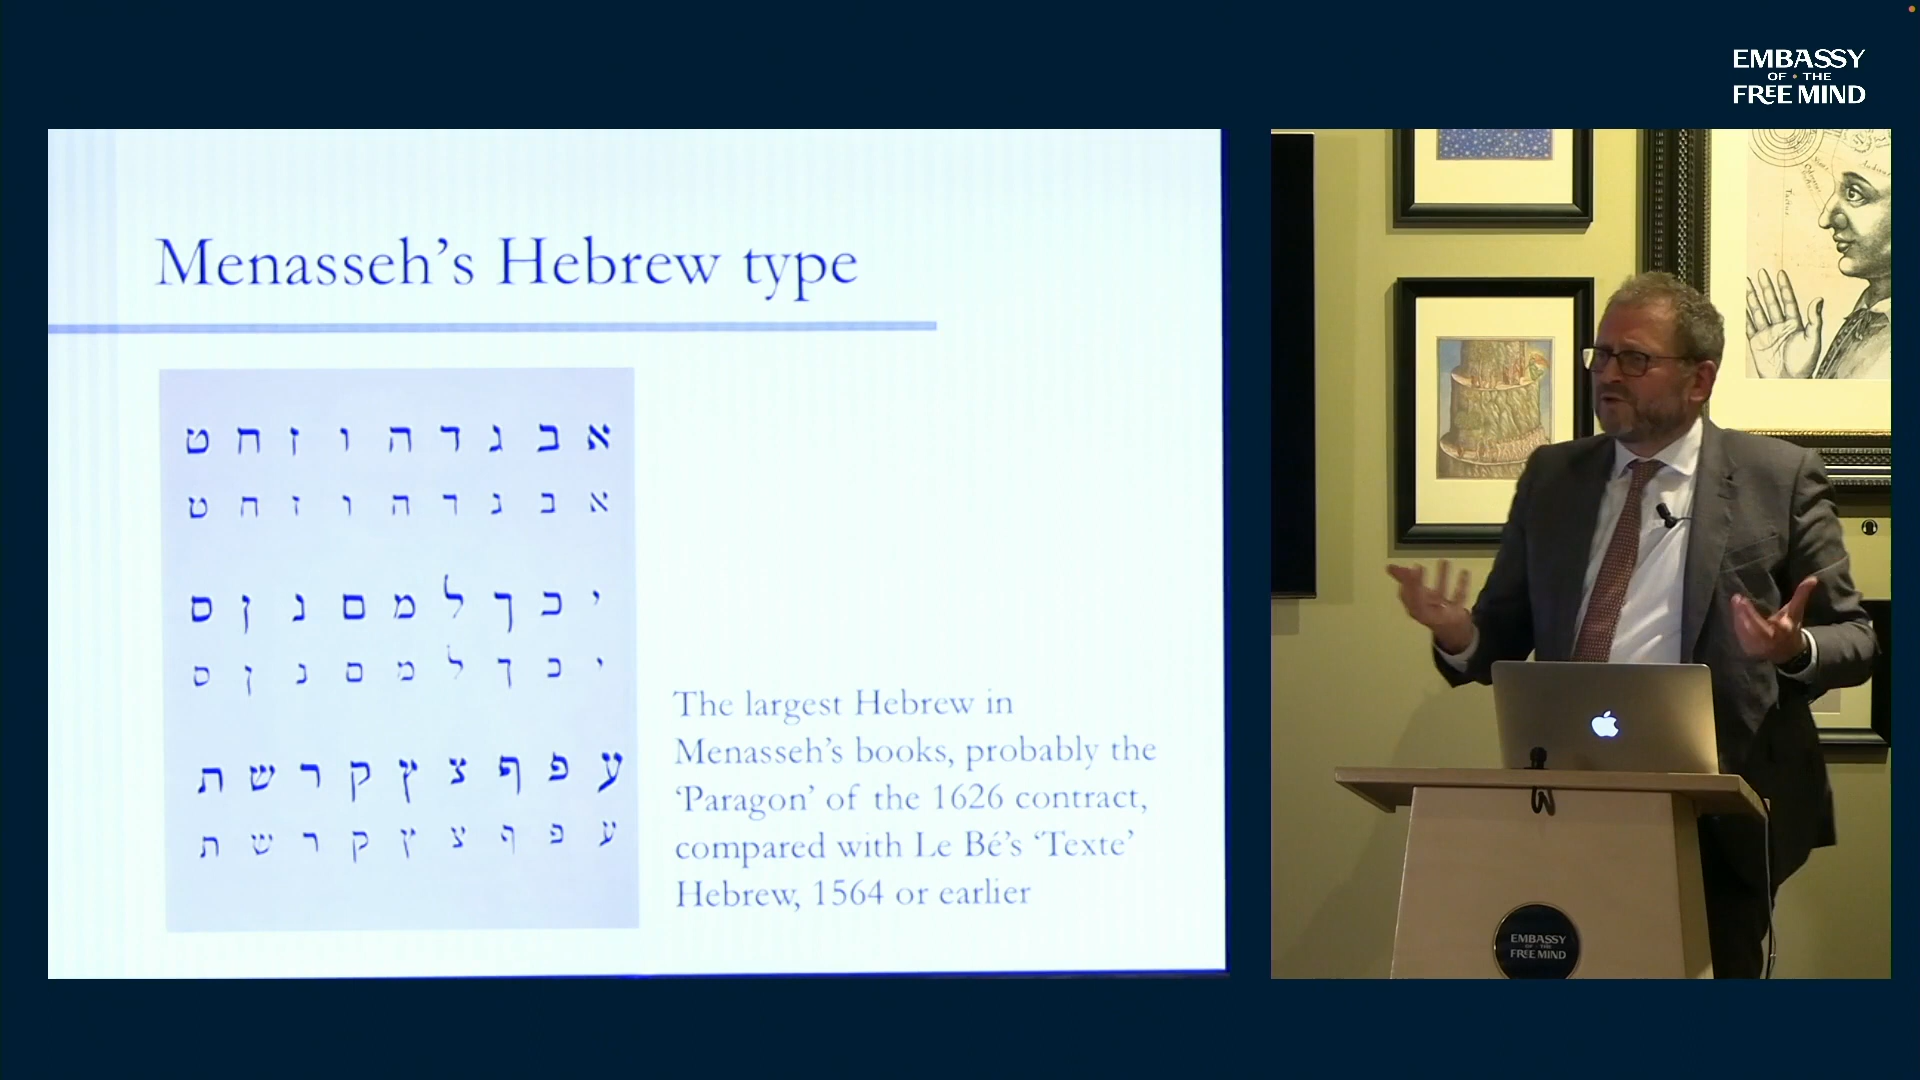 EMBASSY
OF THE
FREE MIND
Menasseh's Hebrew type
א ב ג ד ה ו ז ח ט
א ב ג ד ה ו ז ח ט
י כ ך ל מ ם נ ן ס
י כ ך ל מ ם נ ן ס
ע פ ף צ ץ ק ר ש ת
ע פ ף צ ץ ק ר ש ת
The largest Hebrew in
Menasseh's books, probably the
'Paragon' of the 1626 contract,
compared with Le Bé's 'Texte'
Hebrew, 1564 or earlier
EMBASSY
OF THE
FREE MIND